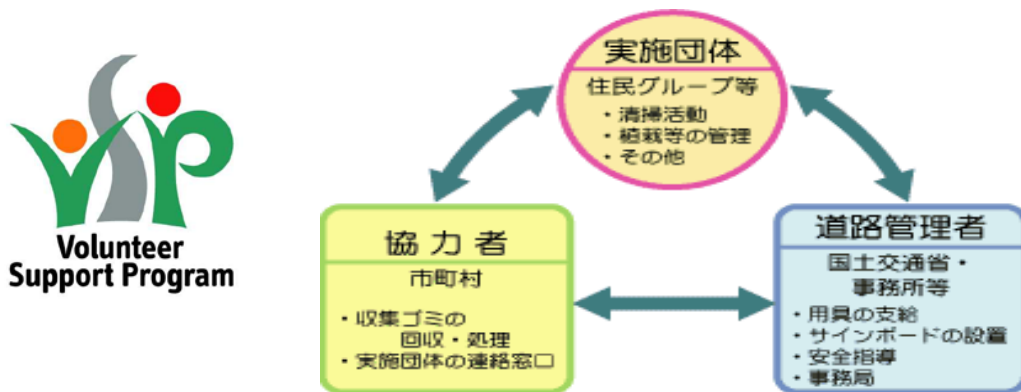 VSP
Volunteer
Support Program
実施団体
住民グループ等
・清掃活動
・植栽等の管理
・その他
協力者
市町村
・収集ゴミの
回収・処理
・実施団体の連絡窓口
道路管理者
国土交通省・
事務所等
・用具の支給
・サインボードの設置
・安全指導
・事務局